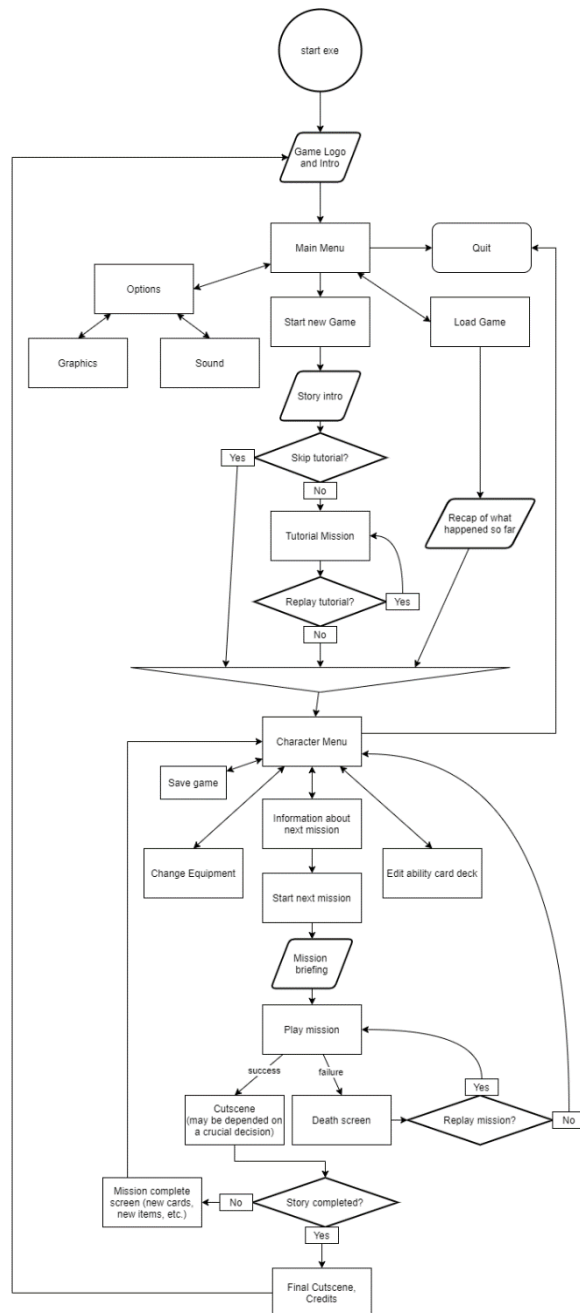 start exe
Game Logo
and Intro
Main Menu
Quit
Options
Start new Game
Load Game
Graphics
Sound
Story intro
Yes
Skip tutorial?
No
Recap of what
happened so far
Tutorial Mission
Replay tutorial?
Yes
No
Character Menu
Save game
Information about
next mission
Change Equipment
Edit ability card deck
Start next mission
Mission
briefing
Play mission
success
failure
Yes
Cutscene
(may be depended on
a crucial decision)
Death screen
Replay mission?
No
Mission complete
screen (new cards,
new items, etc.)
No
Story completed?
Yes
Final Cutscene,
Credits